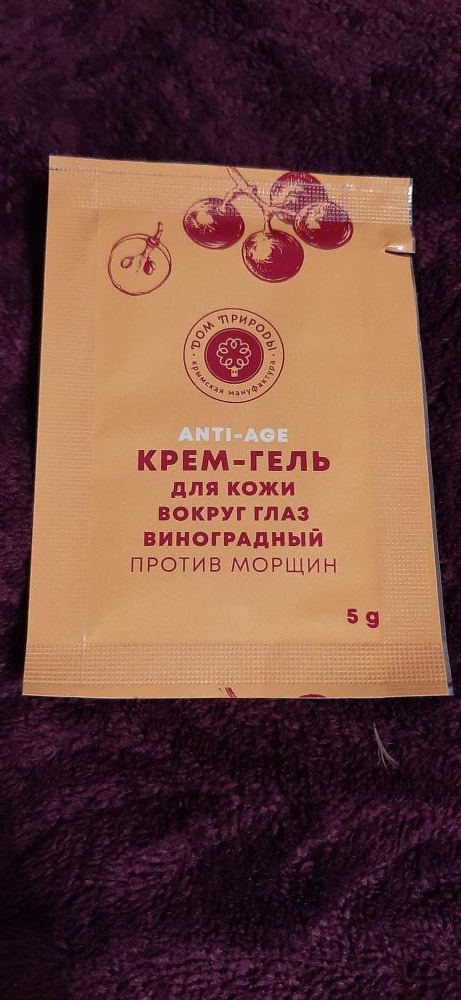 ДОМ ПРИРОДЫ
крымская мануфактура
ANTI-AGE
КРЕМ-ГЕЛЬ
ДЛЯ КОЖИ
ВОКРУГ ГЛАЗ
ВИНОГРАДНЫЙ
ПРОТИВ МОРЩИН
5 g